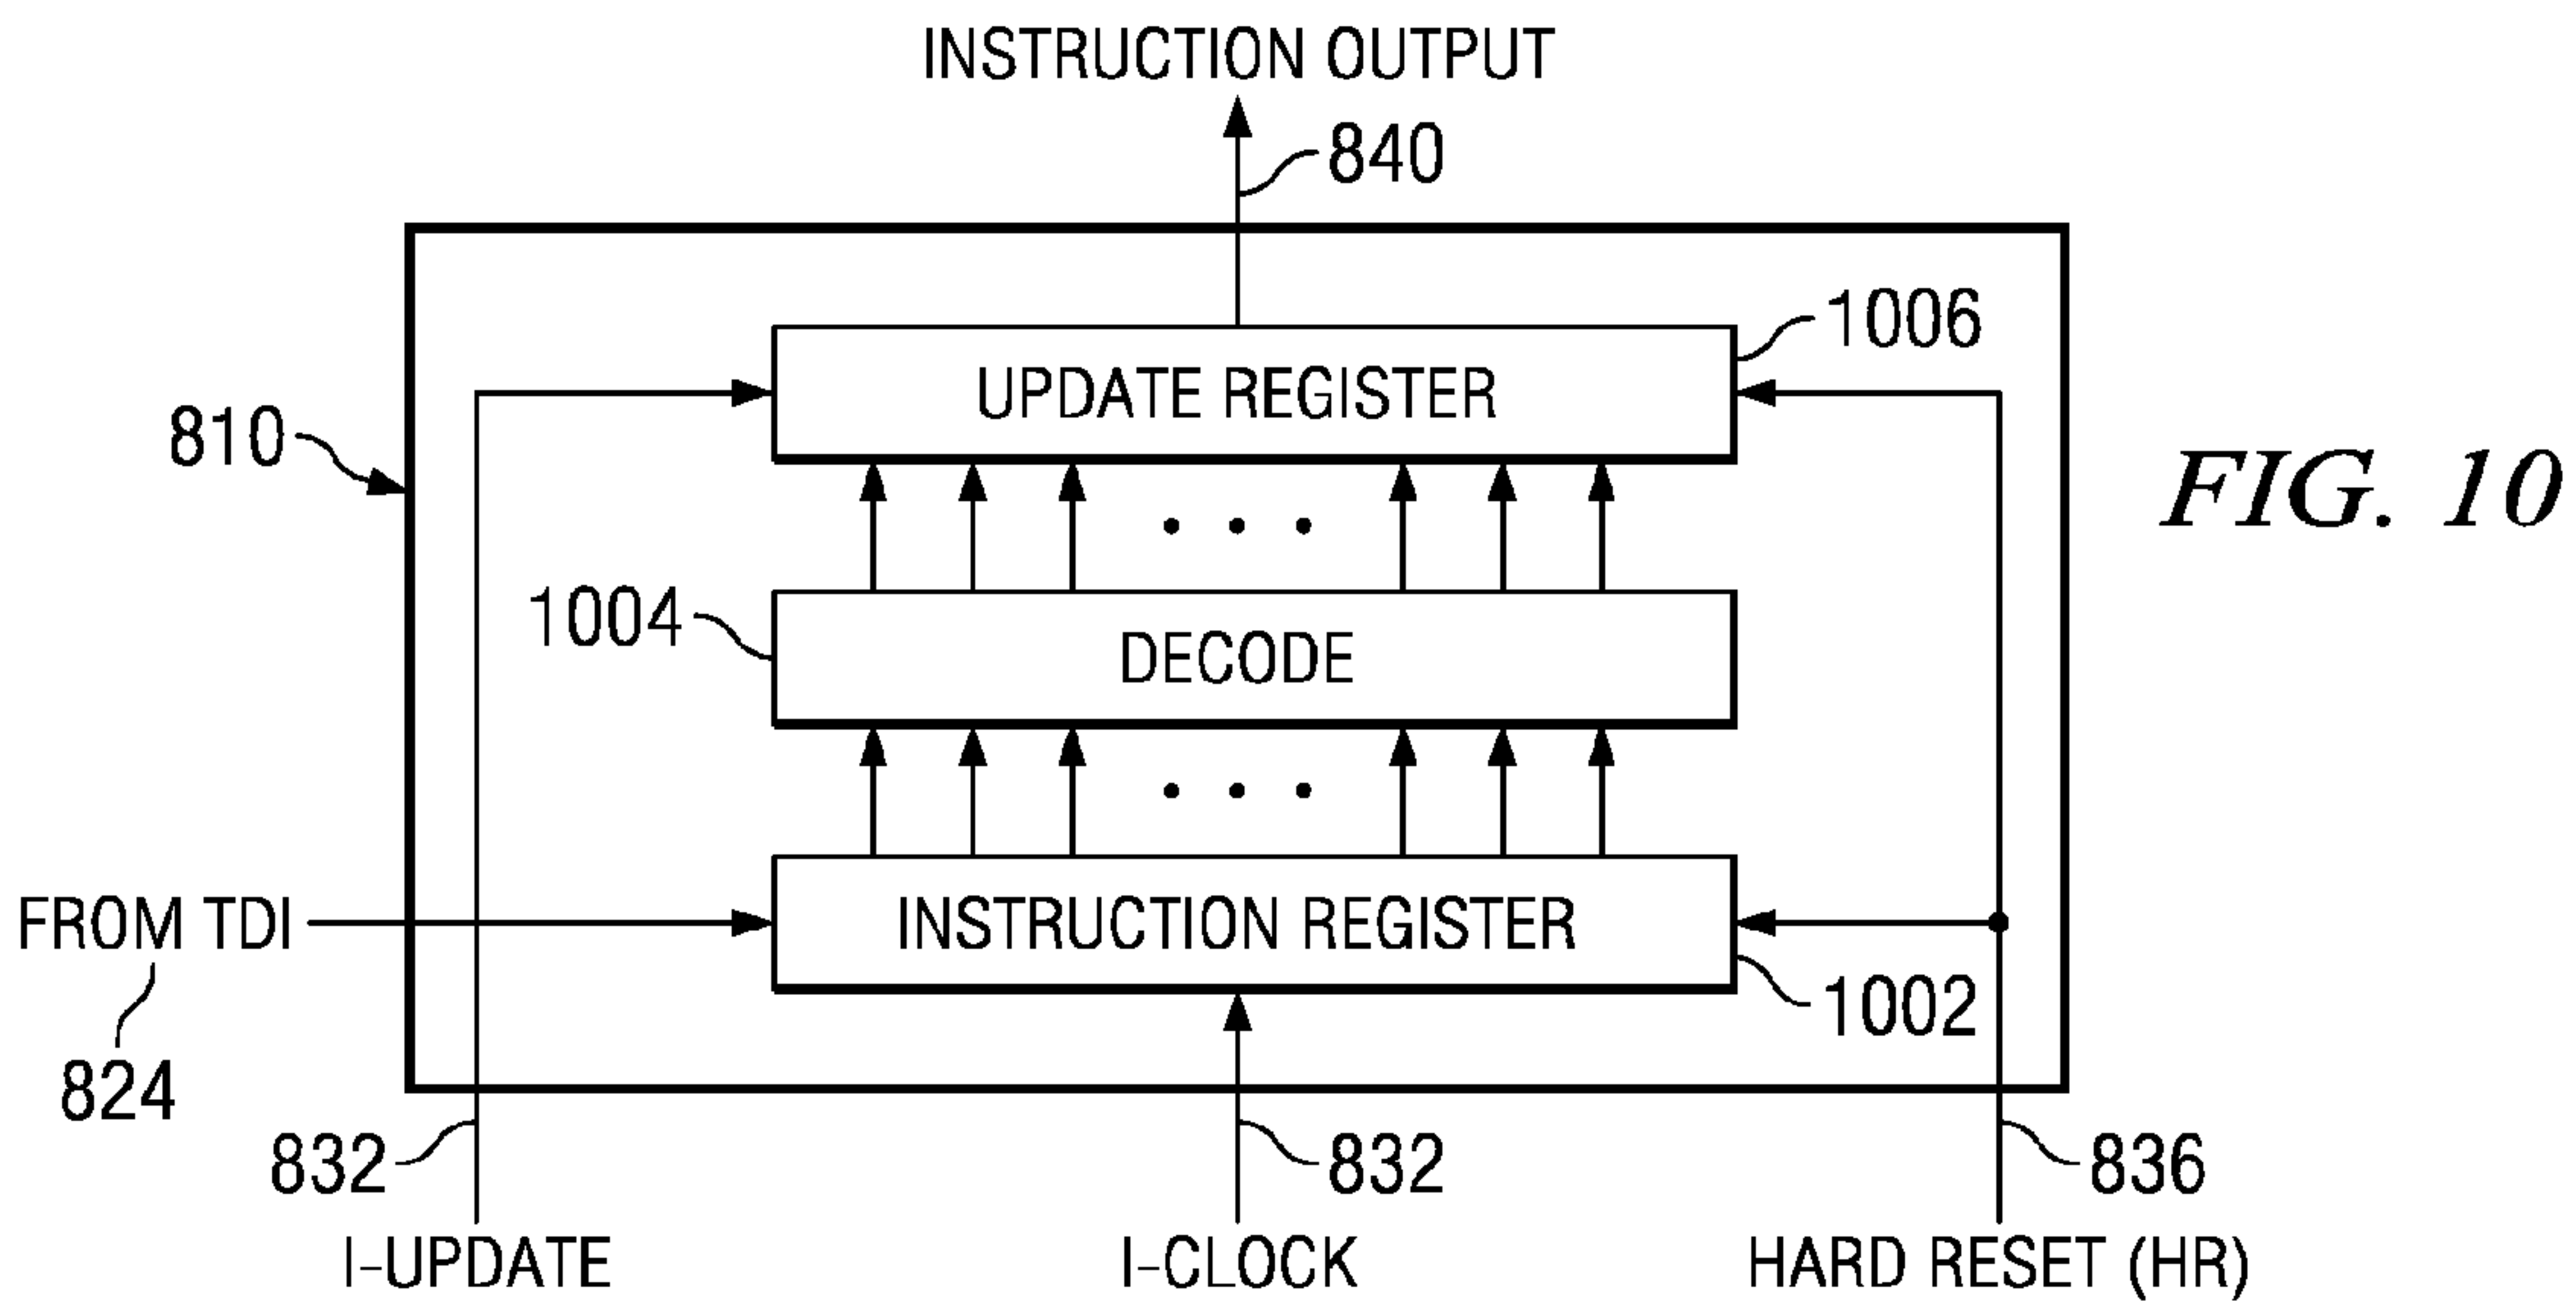 INSTRUCTION OUTPUT
840
1006
UPDATE REGISTER
810
FIG. 10
1004
DECODE
FROM TDI
INSTRUCTION REGISTER
1002
824
832
832
836
I-UPDATE
I-CLOCK
HARD RESET (HR)